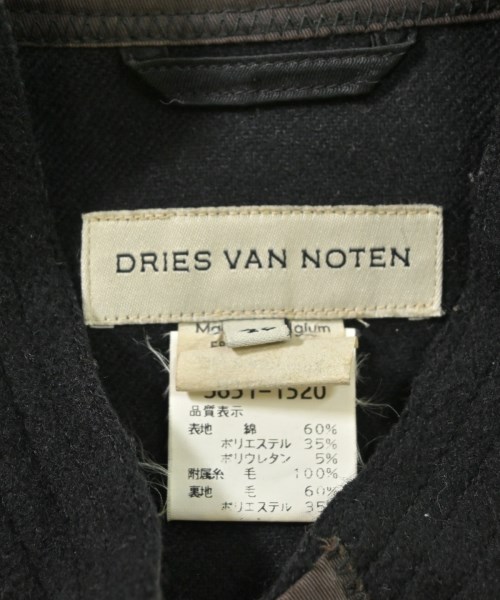 DRIES VAN NOTEN
品質表示
表地 綿 60%
ポリエステル 35%
ポリウレタン 5%
附属糸 毛 100%
裏地 毛 60%
ポリエステル 35%